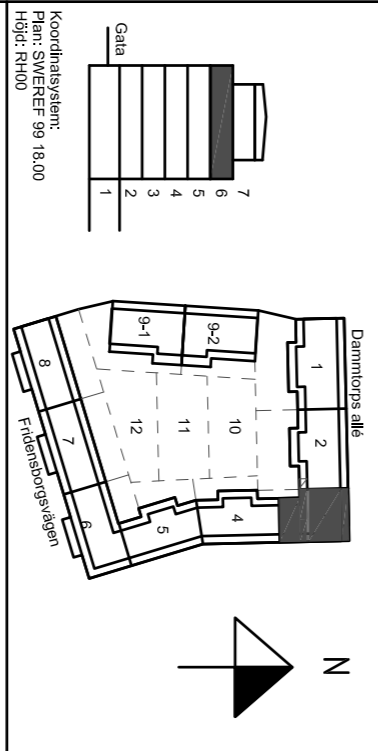 Gata
7
6
5
4
3
2
1
Koordinatsystem:
Plan: SWEREF 99 18.00
Höjd: RH00
Dammtorps allé
1
2
9-1
9-2
12
11
10
8
7
6
5
4
Fridensborgsvägen
N